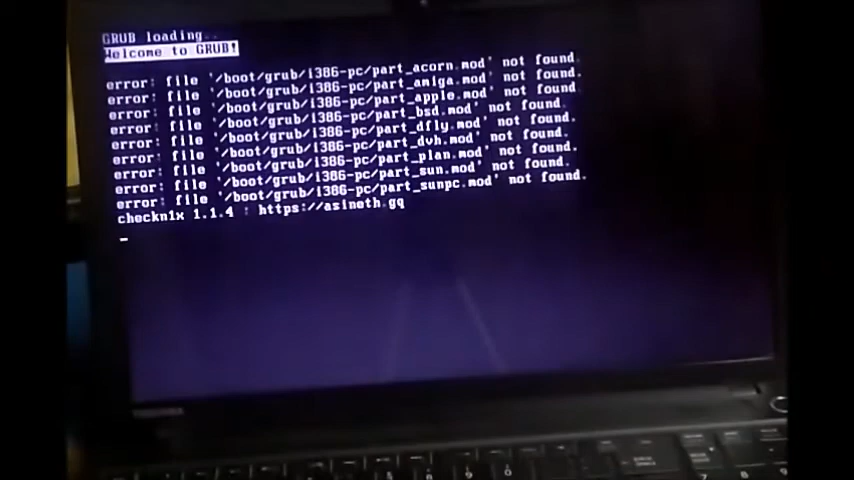 GRUB loading..
Welcome to GRUB!
error: file '/boot/grub/i386-pc/part_acorn.mod' not found.
error: file '/boot/grub/i386-pc/part_amiga.mod' not found.
error: file '/boot/grub/i386-pc/part_apple.mod' not found.
error: file '/boot/grub/i386-pc/part_bsd.mod' not found.
error: file '/boot/grub/i386-pc/part_dfly.mod' not found.
error: file '/boot/grub/i386-pc/part_dvh.mod' not found.
error: file '/boot/grub/i386-pc/part_plan.mod' not found.
error: file '/boot/grub/i386-pc/part_sun.mod' not found.
error: file '/boot/grub/i386-pc/part_sunpc.mod' not found.
checkn1x 1.1.4 : https://asineth.gq
TOSHIBA